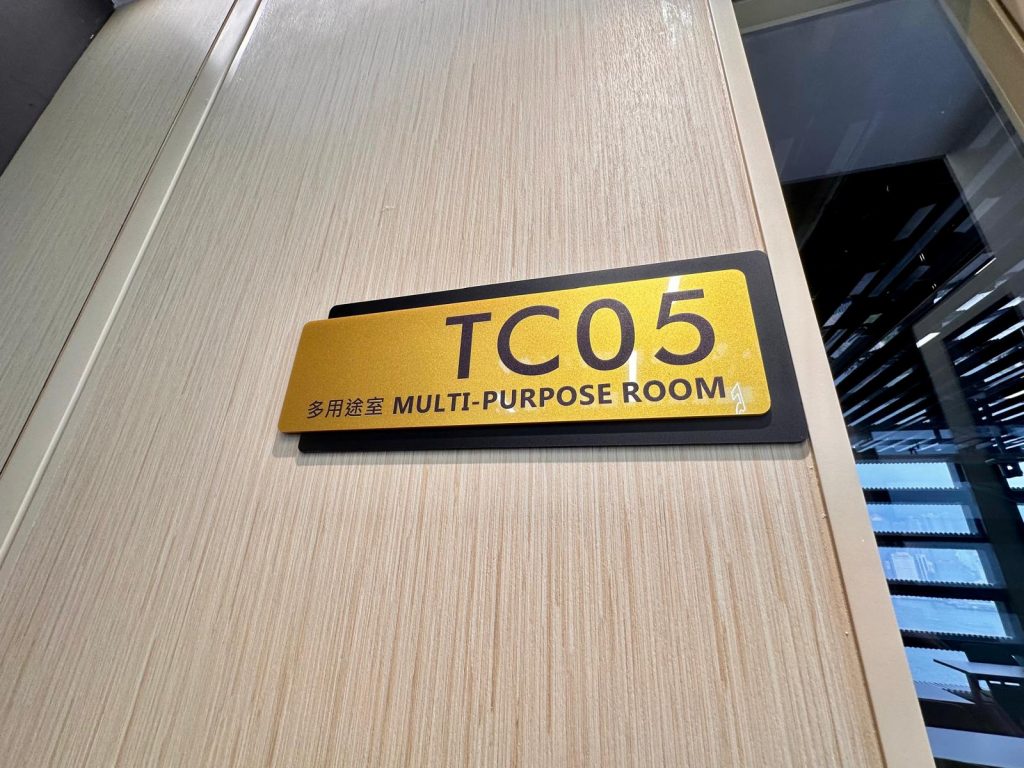 TC05
多用途室 MULTI-PURPOSE ROOM